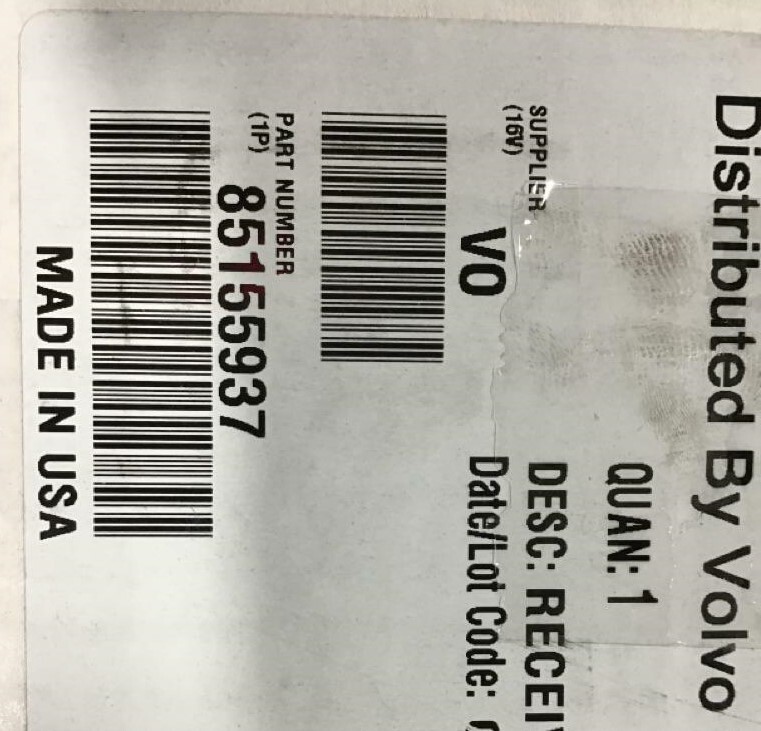 Distributed By Volvo
QUAN: 1
SUPPLIER
(16V)
VO
DESC: RECEI
Date/Lot Code:
PART NUMBER
(1P)
85155937
MADE IN USA